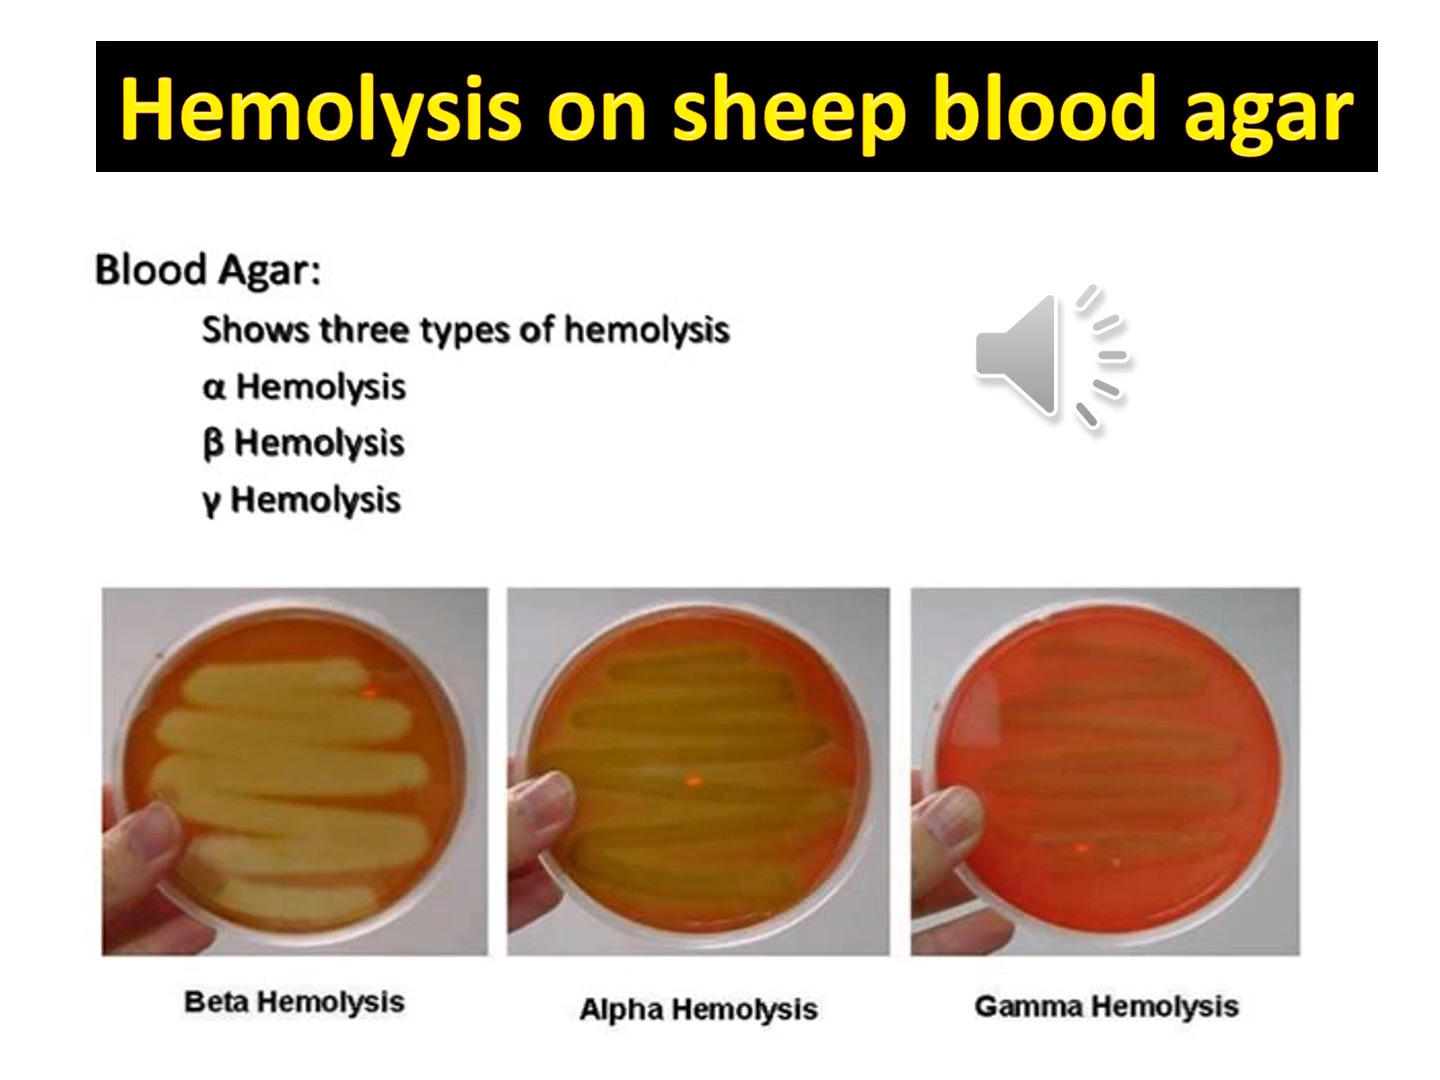 Hemolysis on sheep blood agar
Blood Agar:
Shows three types of hemolysis
α Hemolysis
β Hemolysis
γ Hemolysis
Beta Hemolysis
Alpha Hemolysis
Gamma Hemolysis